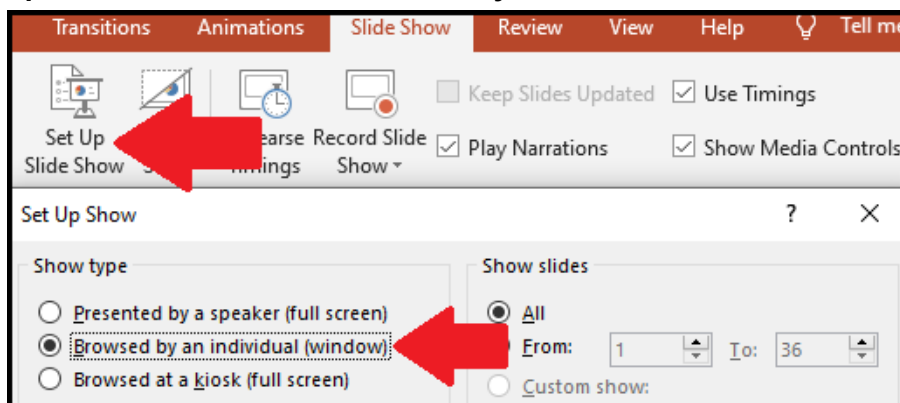 Transitions Animations Slide Show Review View Help Tell me
Keep Slides Updated Use Timings
Set Up Record Slide Play Narrations Show Media Controls
Slide Show Show
Set Up Show ? X
Show type Show slides
Presented by a speaker (full screen) All
Browsed by an individual (window) From: 1 To: 36
Browsed at a kiosk (full screen) Custom show: